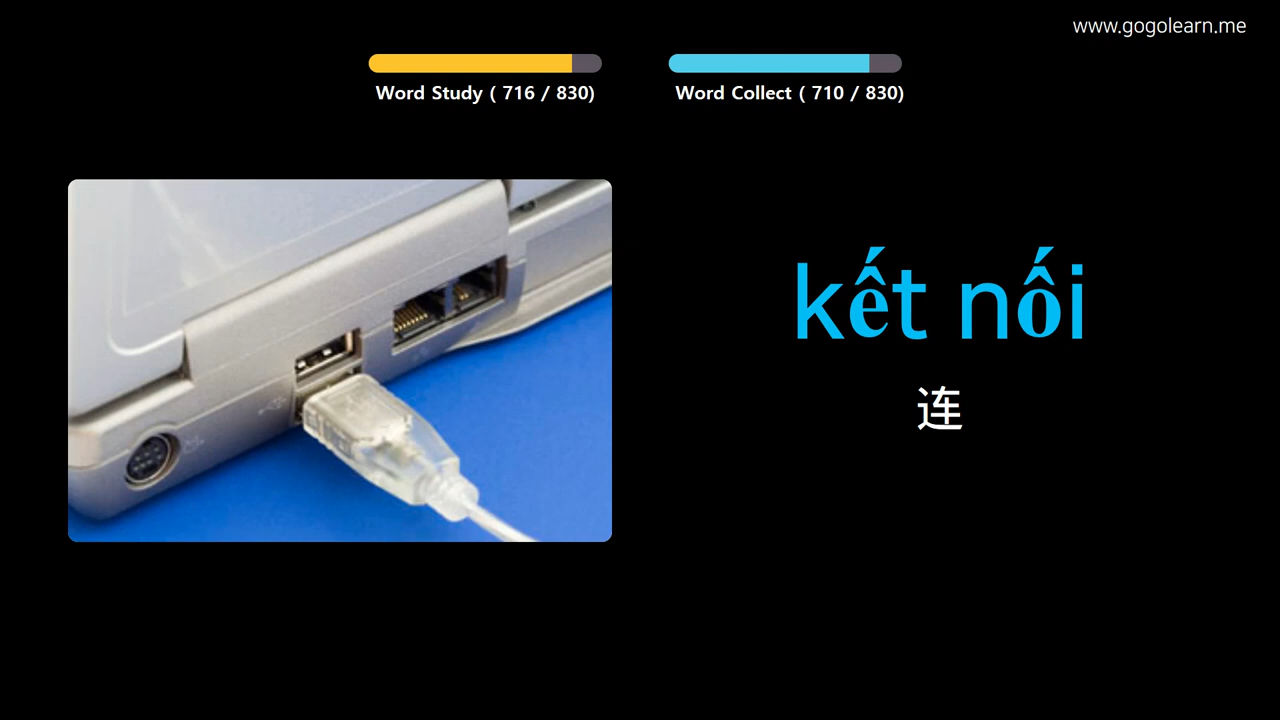 www.gogolearn.me
Word Study ( 716 / 830)
Word Collect ( 710 / 830)
kết nối
连